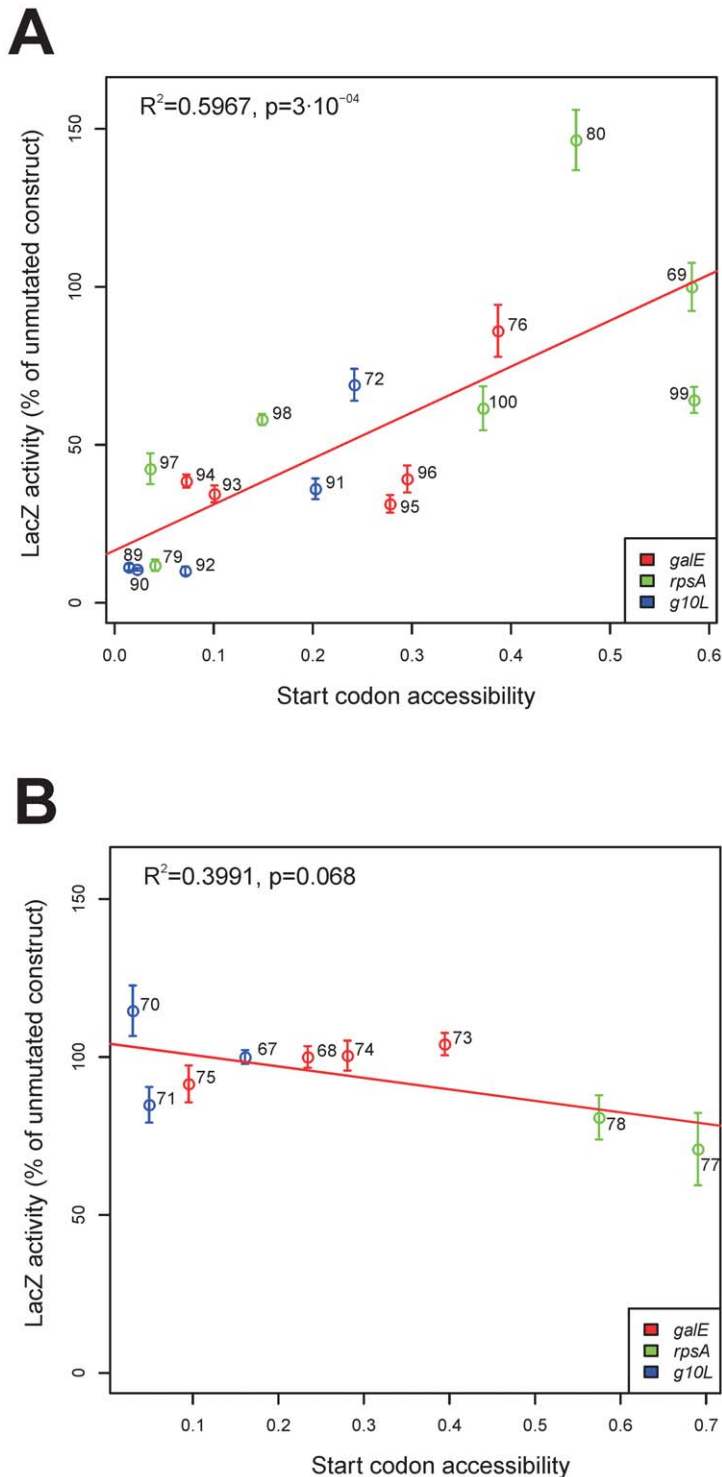 A
R²=0.5967, p=3·10⁻⁰⁴
LacZ activity (% of unmutated construct)
150
100
50
0
80
69
76
99
72
100
98
97
94
93
96
91
95
89
79
92
90
galE
rpsA
g10L
0.0 0.1 0.2 0.3 0.4 0.5 0.6
Start codon accessibility
B
R²=0.3991, p=0.068
LacZ activity (% of unmutated construct)
150
100
50
0
70
73
67
68
74
75
71
78
77
galE
rpsA
g10L
0.1 0.2 0.3 0.4 0.5 0.6 0.7
Start codon accessibility